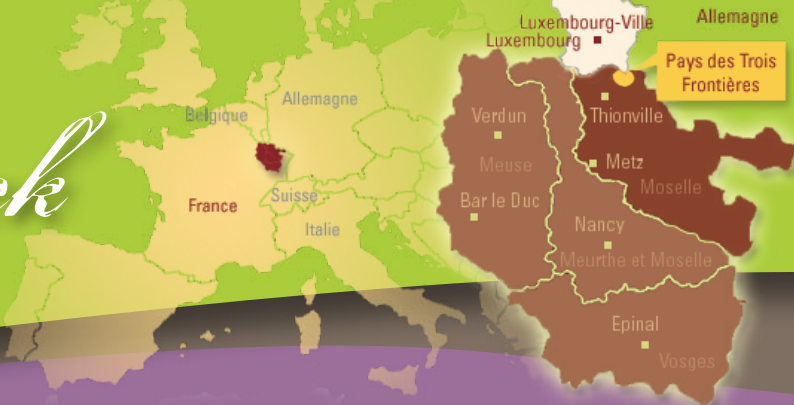 Luxembourg-Ville
Luxembourg
Allemagne
Pays des Trois
Frontières
Allemagne
Belgique
France
Suisse
Italie
Verdun
Thionville
Meuse
Metz
Moselle
Bar le Duc
Nancy
Meurthe et Moselle
Epinal
Vosges